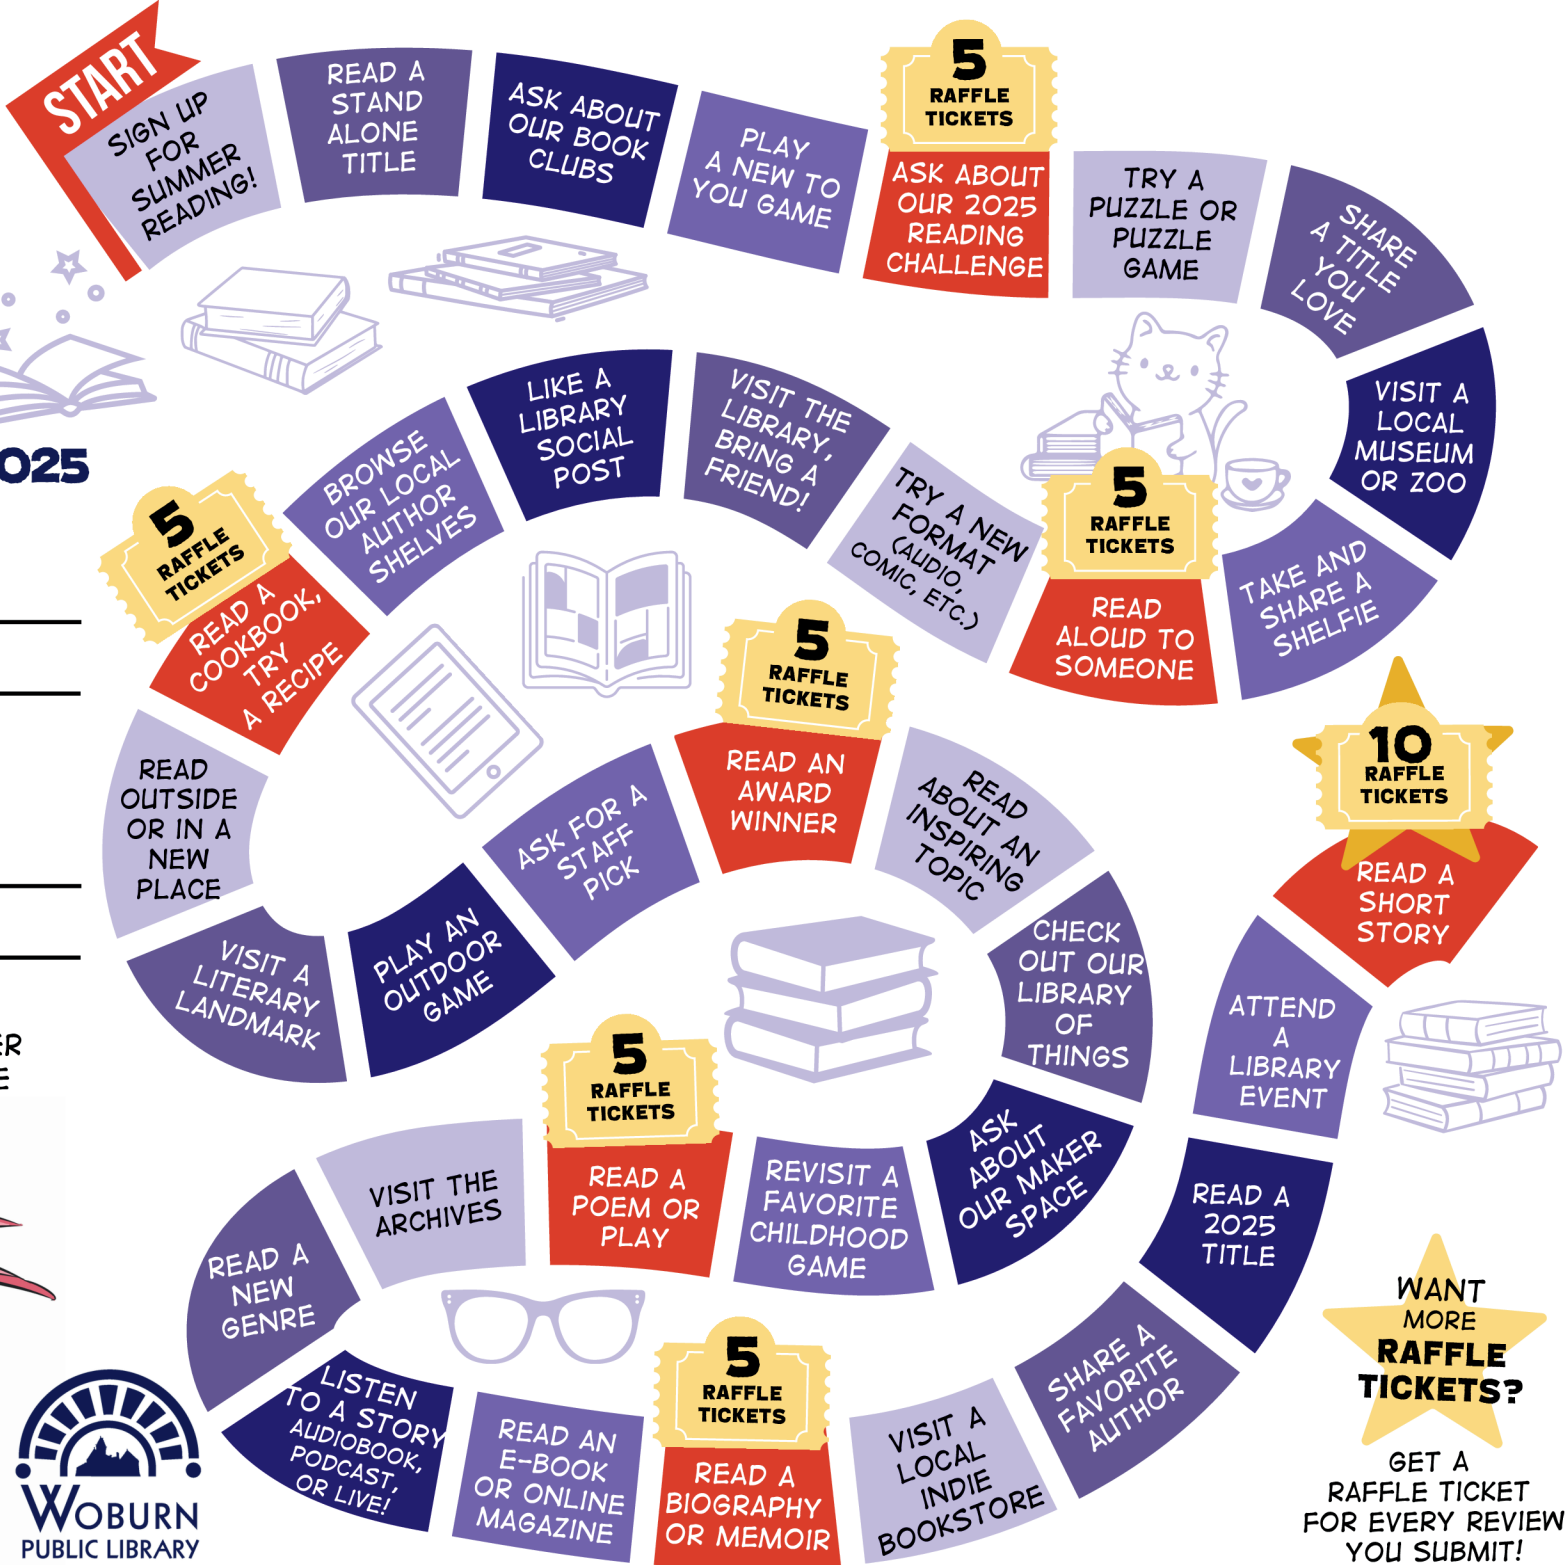 START
SIGN UP
FOR
SUMMER
READING!
READ A
STAND
ALONE
TITLE
ASK ABOUT
OUR BOOK
CLUBS
PLAY
A NEW TO
YOU GAME
5
RAFFLE
TICKETS
ASK ABOUT
OUR 2025
READING
CHALLENGE
TRY A
PUZZLE OR
PUZZLE
GAME
SHARE
A TITLE
YOU
LOVE
VISIT A
LOCAL
MUSEUM
OR ZOO
TAKE AND
SHARE A
SHELFIE
5
RAFFLE
TICKETS
READ
ALOUD TO
SOMEONE
TRY A NEW
FORMAT
(AUDIO,
COMIC, ETC.)
VISIT THE
LIBRARY,
BRING A
FRIEND!
LIKE A
LIBRARY
SOCIAL
POST
BROWSE
OUR LOCAL
AUTHOR
SHELVES
5
RAFFLE
TICKETS
READ A
COOKBOOK,
TRY
A RECIPE
READ
OUTSIDE
OR IN A
NEW
PLACE
VISIT A
LITERARY
LANDMARK
PLAY AN
OUTDOOR
GAME
ASK FOR A
STAFF
PICK
5
RAFFLE
TICKETS
READ AN
AWARD
WINNER
READ
ABOUT AN
INSPIRING
TOPIC
CHECK
OUT OUR
LIBRARY
OF
THINGS
ASK
ABOUT
OUR MAKER
SPACE
REVISIT A
FAVORITE
CHILDHOOD
GAME
5
RAFFLE
TICKETS
READ A
POEM OR
PLAY
VISIT THE
ARCHIVES
READ A
NEW
GENRE
LISTEN
TO A STORY
AUDIOBOOK,
PODCAST,
OR LIVE!
READ AN
E-BOOK
OR ONLINE
MAGAZINE
5
RAFFLE
TICKETS
READ A
BIOGRAPHY
OR MEMOIR
VISIT A
LOCAL
INDIE
BOOKSTORE
SHARE A
FAVORITE
AUTHOR
READ A
2025
TITLE
ATTEND
A
LIBRARY
EVENT
10
RAFFLE
TICKETS
READ A
SHORT
STORY
WANT
MORE
RAFFLE
TICKETS?
GET A
RAFFLE TICKET
FOR EVERY REVIEW
YOU SUBMIT!
025
ER
E
WOBURN
PUBLIC LIBRARY